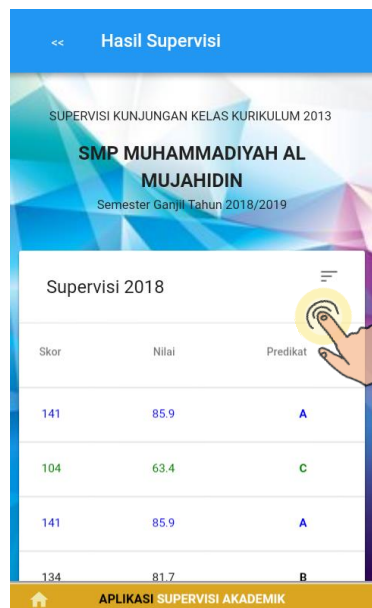 << Hasil Supervisi
SUPERVISI KUNJUNGAN KELAS KURIKULUM 2013
SMP MUHAMMADIYAH AL
MUJAHIDIN
Semester Ganjil Tahun 2018/2019
Supervisi 2018
Skor Nilai Predikat
141 85.9 A
104 63.4 C
141 85.9 A
134 81.7 B
APLIKASI SUPERVISI AKADEMIK